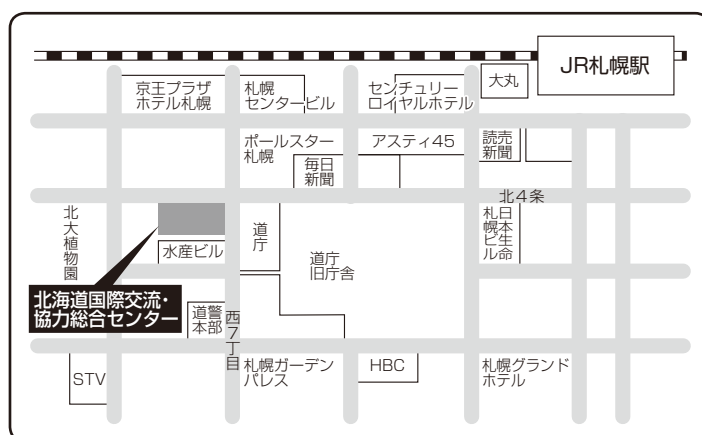 JR札幌駅
京王プラザ
ホテル札幌
札幌
センタービル
センチュリー
ロイヤルホテル
大丸
ポールスター
札幌
アスティ45
読売
新聞
毎日
新聞
北4条
北大植物園
水産ビル
道庁
道庁
旧庁舎
日本生命
札幌ビル
北海道国際交流・
協力総合センター
道警
本部
西7丁目
STV
札幌ガーデン
パレス
HBC
札幌グランド
ホテル